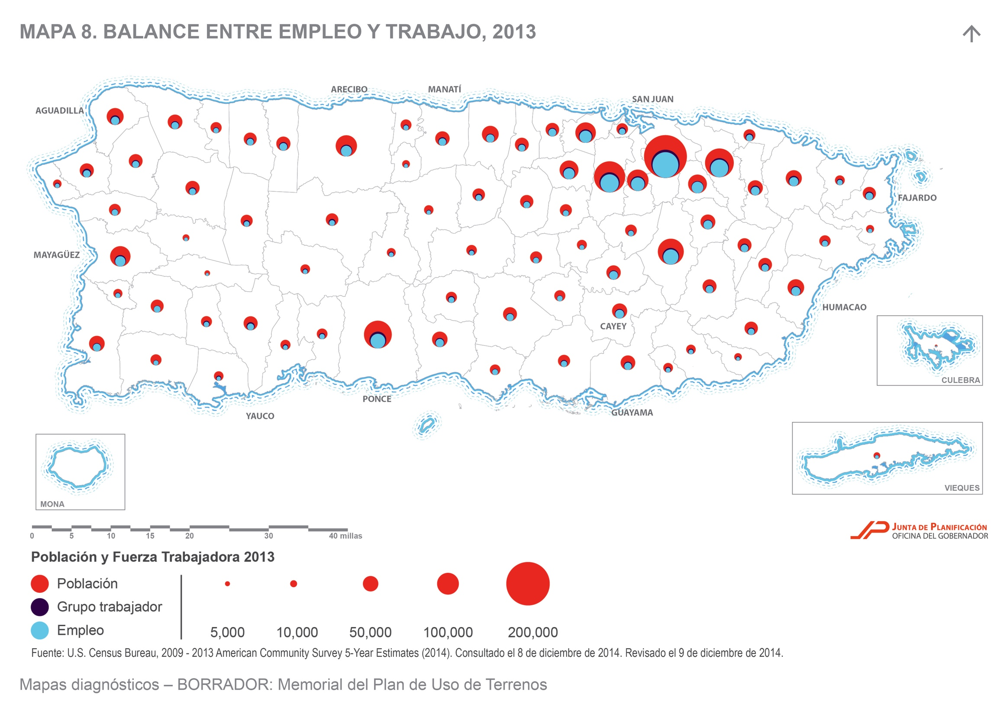 MAPA 8. BALANCE ENTRE EMPLEO Y TRABAJO, 2013
ARECIBO
MANATÍ
SAN JUAN
AGUADILLA
FAJARDO
MAYAGÜEZ
HUMACAO
CAYEY
CULEBRA
PONCE
GUAYAMA
YAUCO
VIEQUES
MONA
0 5 10 15 20 30 40 millas
JUNTA DE PLANIFICACIÓN
OFICINA DEL GOBERNADOR
Población y Fuerza Trabajadora 2013
Población
Grupo trabajador
Empleo
5,000 10,000 50,000 100,000 200,000
Fuente: U.S. Census Bureau, 2009 - 2013 American Community Survey 5-Year Estimates (2014). Consultado el 8 de diciembre de 2014. Revisado el 9 de diciembre de 2014.
Mapas diagnósticos – BORRADOR: Memorial del Plan de Uso de Terrenos